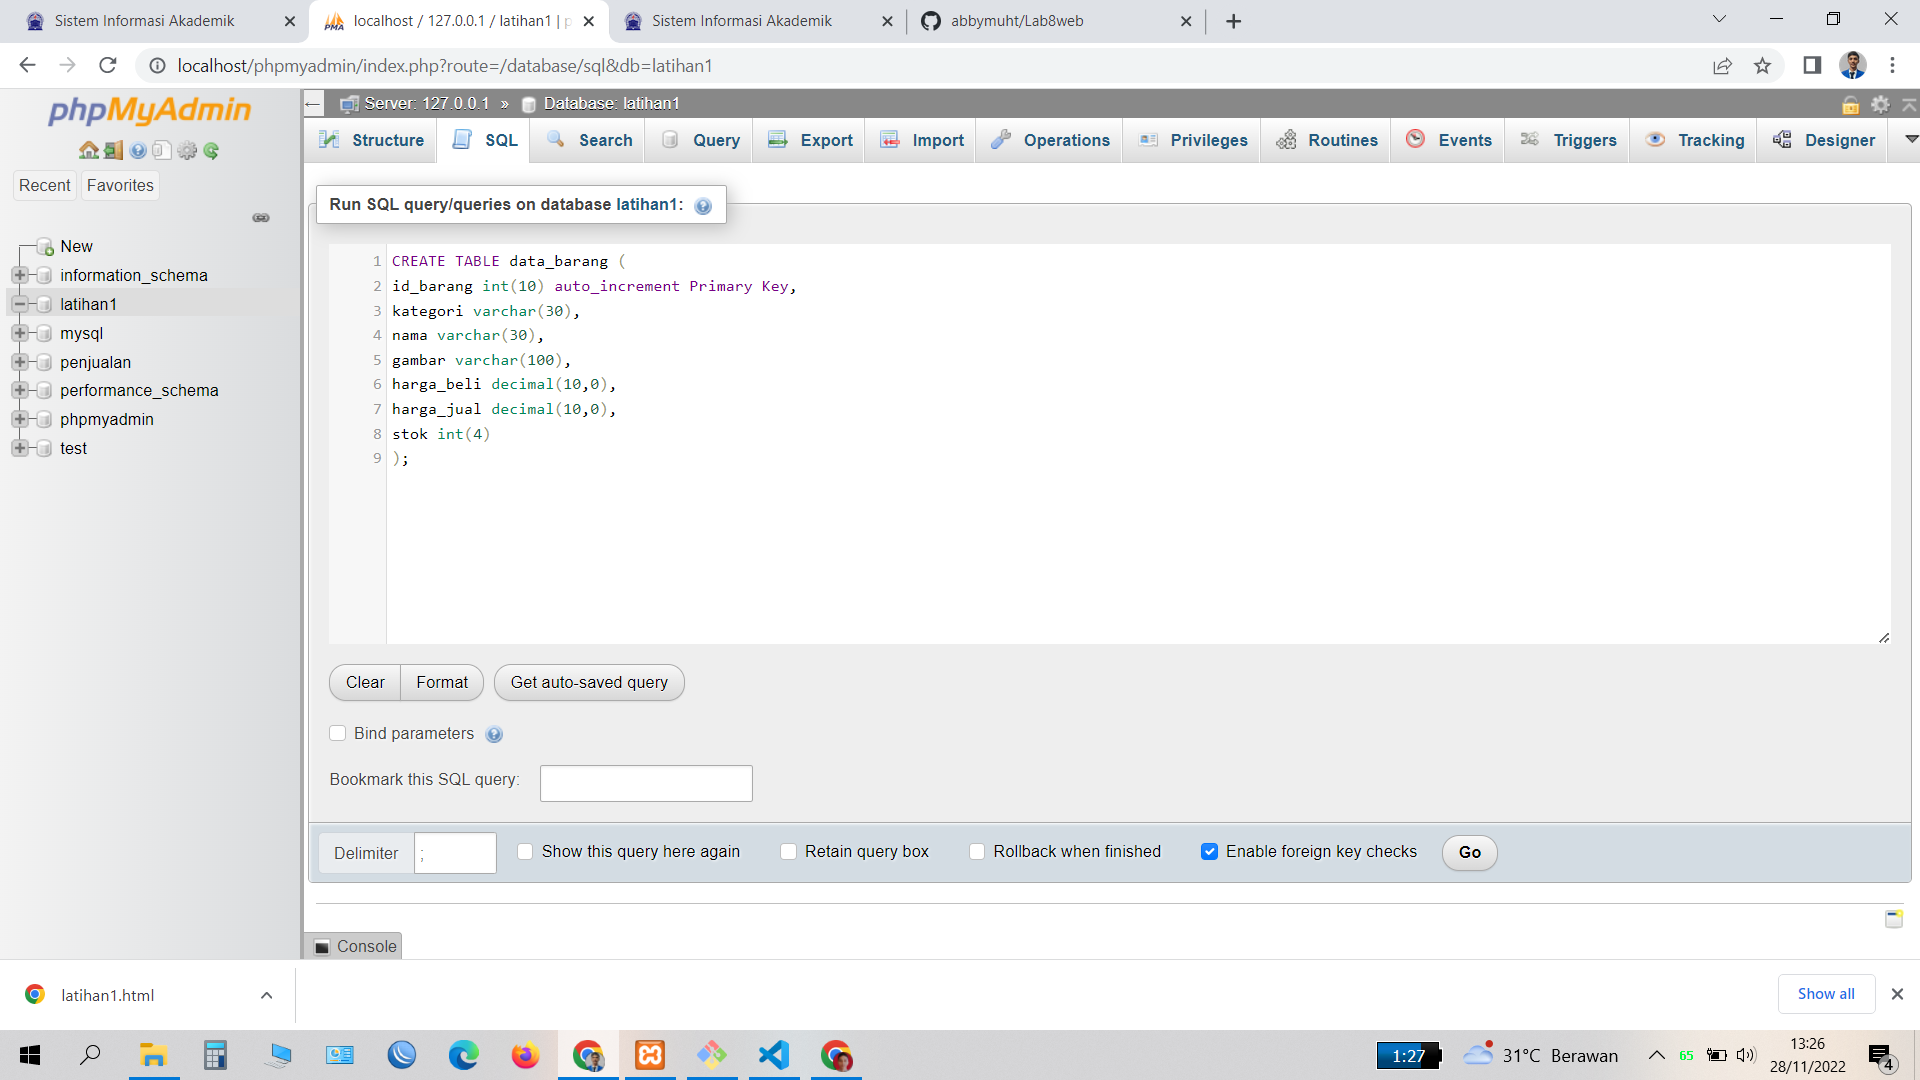 Sistem Informasi Akademik
localhost / 127.0.0.1 / latihan1 | p
Sistem Informasi Akademik
abbymuht/Lab8web
localhost/phpmyadmin/index.php?route=/database/sql&db=latihan1
phpMyAdmin
Recent
Favorites
New
information_schema
latihan1
mysql
penjualan
performance_schema
phpmyadmin
test
Server: 127.0.0.1 » Database: latihan1
Structure
SQL
Search
Query
Export
Import
Operations
Privileges
Routines
Events
Triggers
Tracking
Designer
Run SQL query/queries on database latihan1:
1 CREATE TABLE data_barang (
2 id_barang int(10) auto_increment Primary Key,
3 kategori varchar(30),
4 nama varchar(30),
5 gambar varchar(100),
6 harga_beli decimal(10,0),
7 harga_jual decimal(10,0),
8 stok int(4)
9 );
Clear
Format
Get auto-saved query
Bind parameters
Bookmark this SQL query:
Delimiter ;
Show this query here again
Retain query box
Rollback when finished
Enable foreign key checks
Go
Console
latihan1.html
Show all
1:27
31°C Berawan
65
13:26
28/11/2022
4